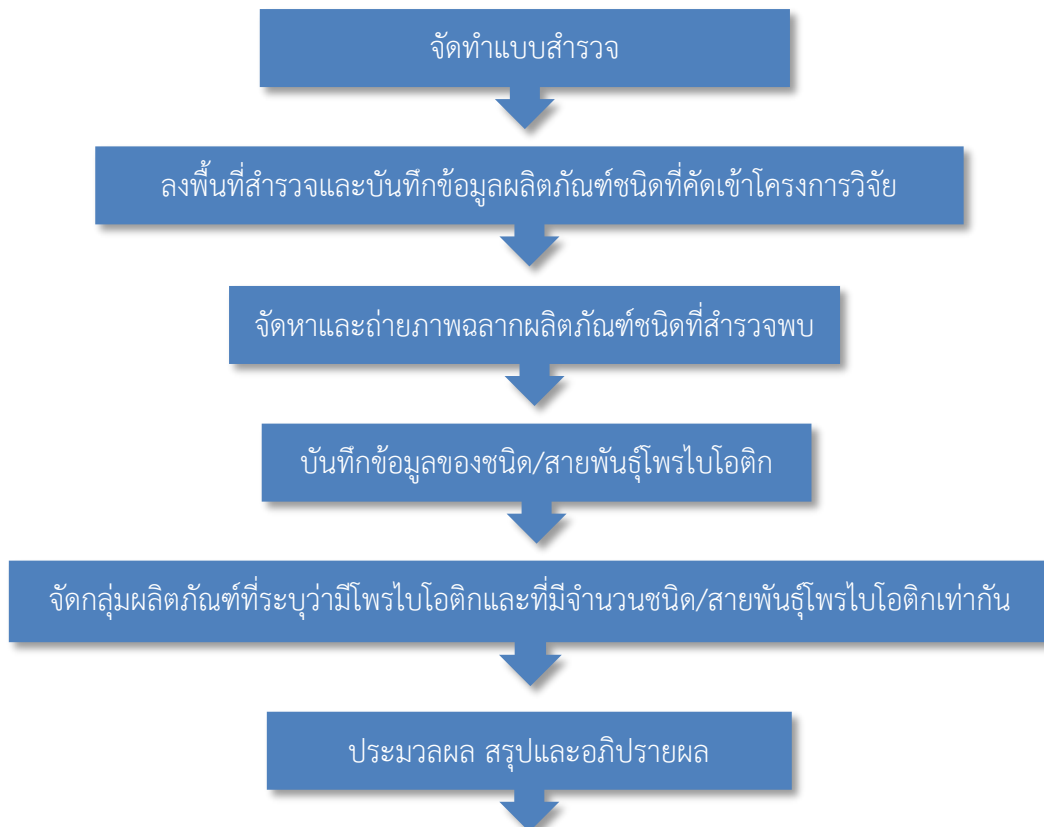 จัดทำแบบสำรวจ
ลงพื้นที่สำรวจและบันทึกข้อมูลผลิตภัณฑ์ชนิดที่คัดเข้าโครงการวิจัย
จัดหาและถ่ายภาพฉลากผลิตภัณฑ์ชนิดที่สำรวจพบ
บันทึกข้อมูลของชนิด/สายพันธุ์โพรไบโอติก
จัดกลุ่มผลิตภัณฑ์ที่ระบุว่ามีโพรไบโอติกและที่มีจำนวนชนิด/สายพันธุ์โพรไบโอติกเท่ากัน
ประมวลผล สรุปและอภิปรายผล